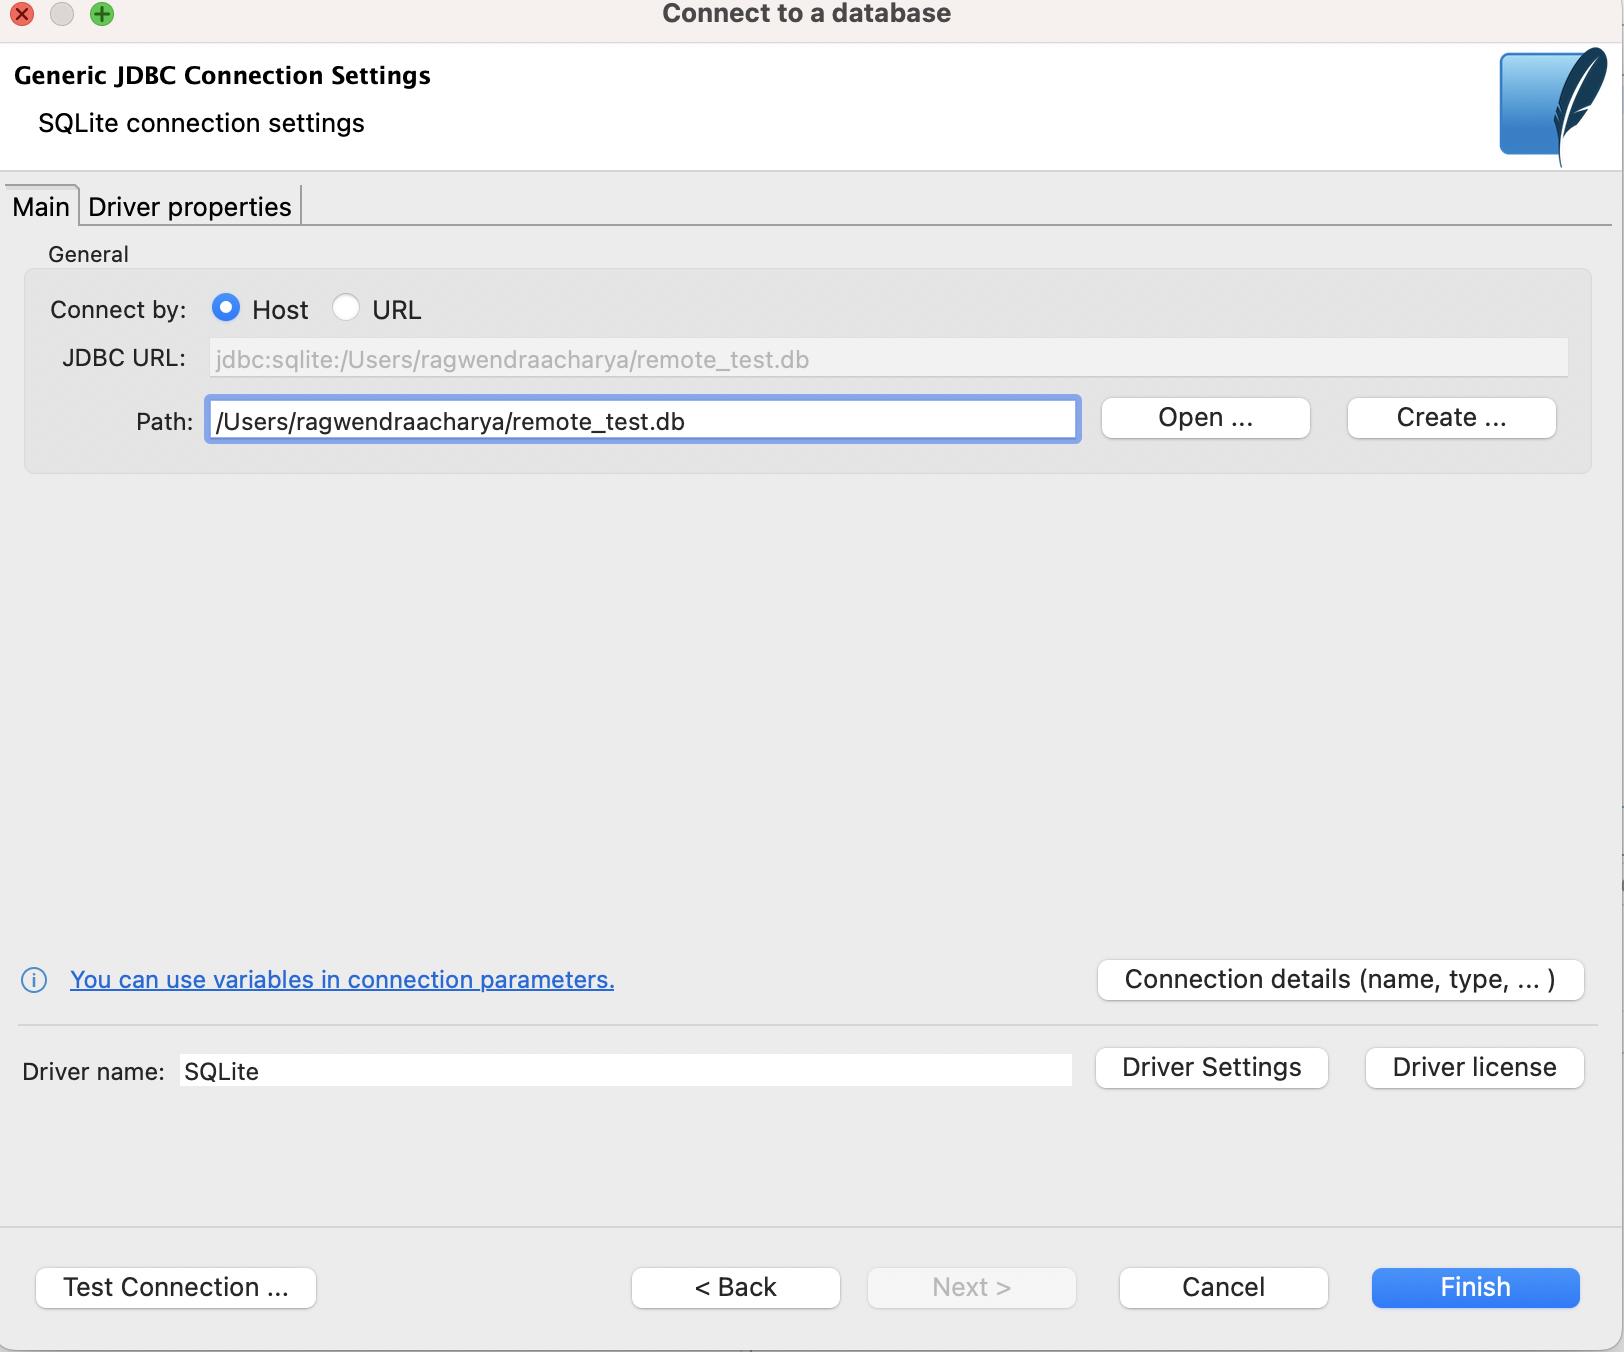 Connect to a database
Generic JDBC Connection Settings
SQLite connection settings
Main Driver properties
General
Connect by: Host URL
JDBC URL: jdbc:sqlite:/Users/ragwendraacharya/remote_test.db
Path: /Users/ragwendraacharya/remote_test.db Open ... Create ...
You can use variables in connection parameters. Connection details (name, type, ... )
Driver name: SQLite Driver Settings Driver license
Test Connection ... < Back Next > Cancel Finish